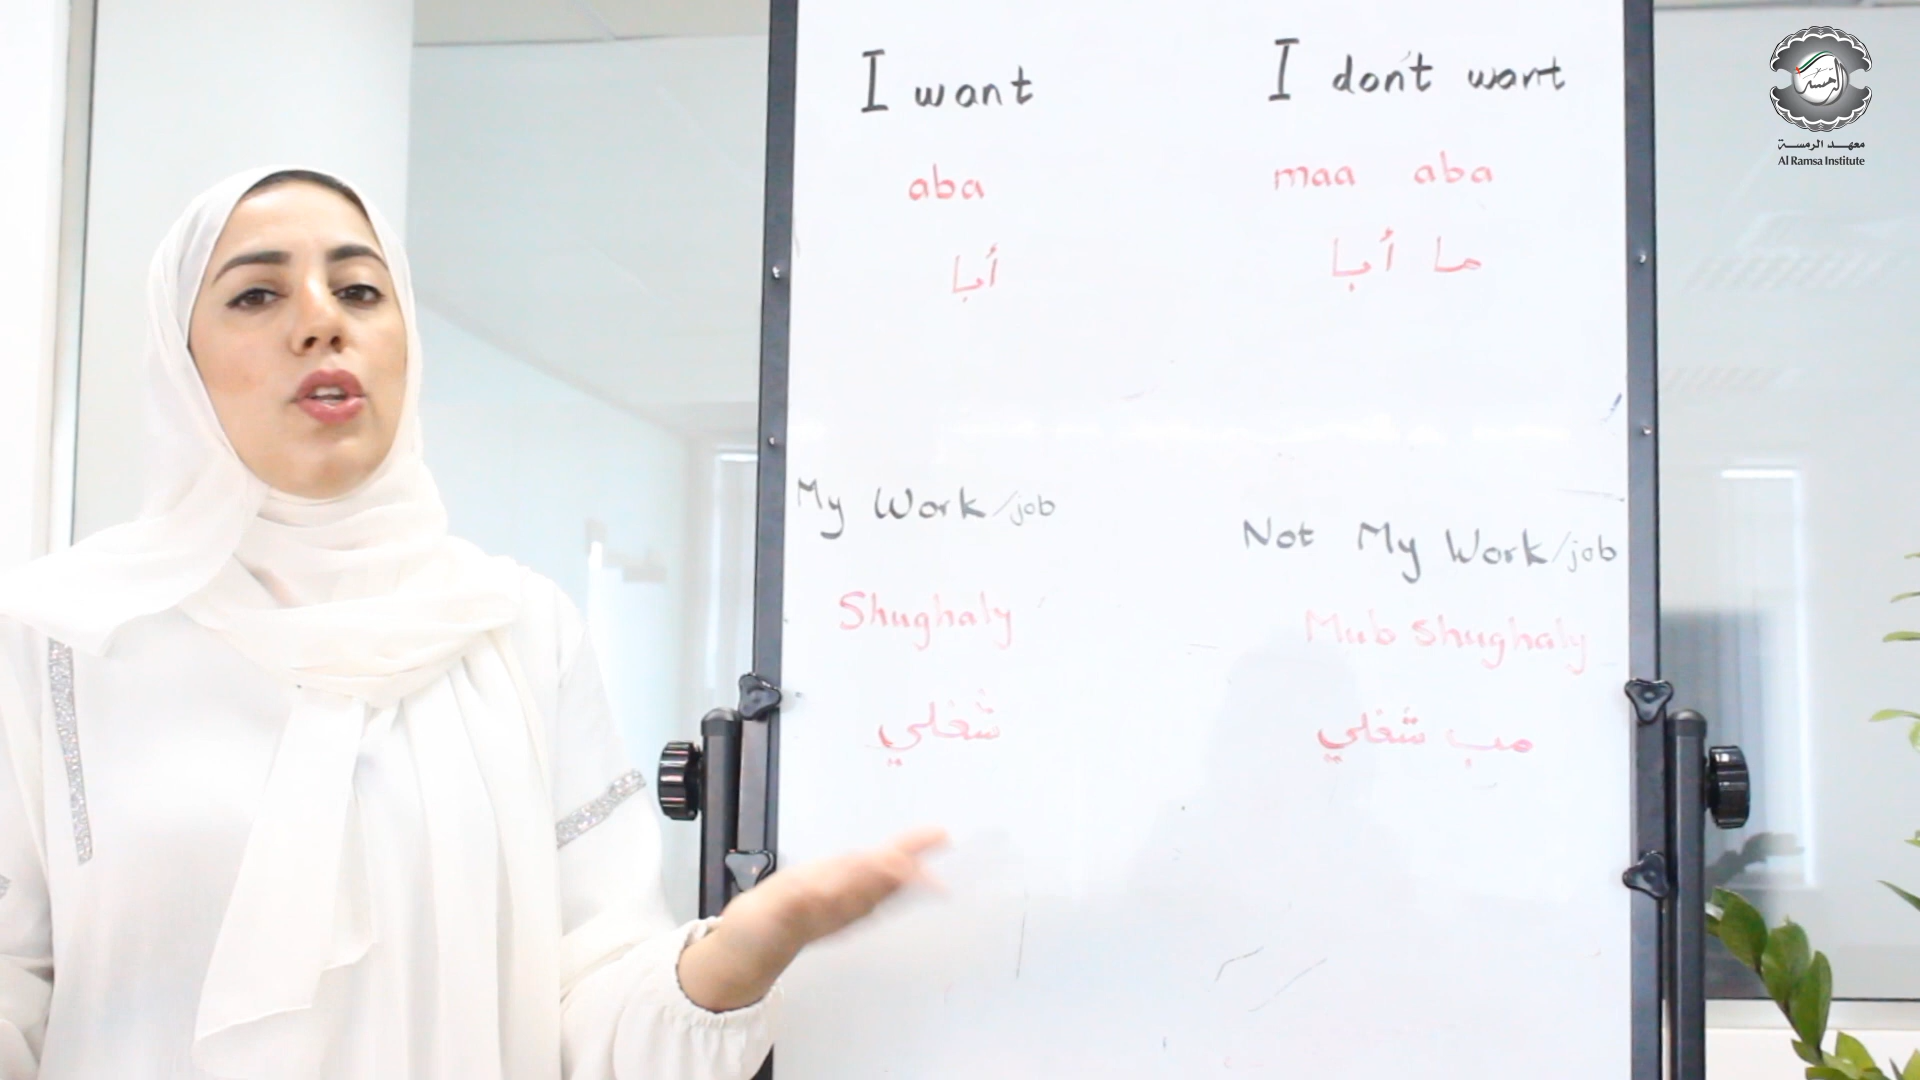 I want
aba
أبا
I don't want
maa aba
ما أبا
My Work/job
Shughaly
شغلي
Not My Work/job
Mub Shughaly
مب شغلي
معهد الرمسة
Al Ramsa Institute